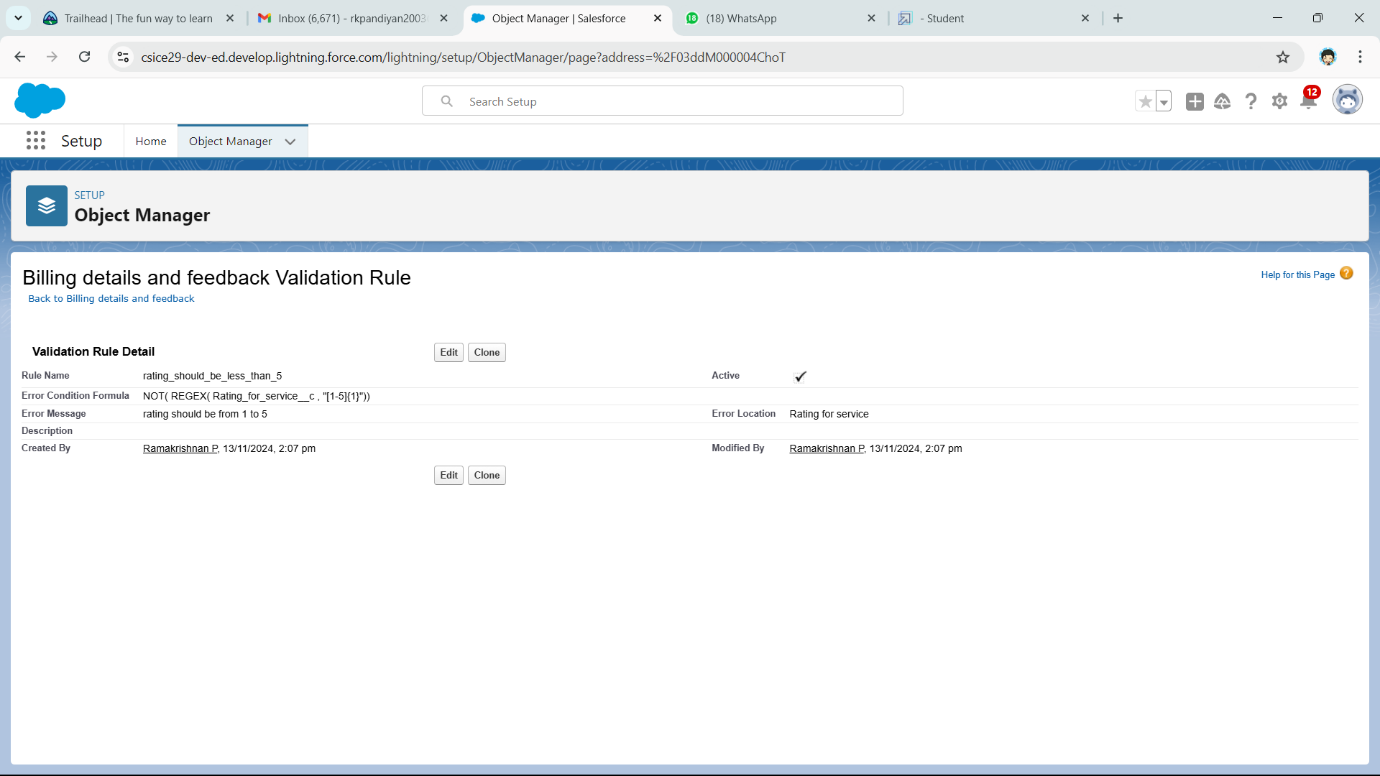 Trailhead | The fun way to learn
Inbox (6,671) - rkpandiyan2003
Object Manager | Salesforce
18
(18) WhatsApp
- Student
csice29-dev-ed.develop.lightning.force.com/lightning/setup/ObjectManager/page?address=%2F03ddM000004ChoT
Search Setup
12
Setup
Home
Object Manager
SETUP
Object Manager
Billing details and feedback Validation Rule
Help for this Page ?
Back to Billing details and feedback
Validation Rule Detail
Edit Clone
Rule Name rating_should_be_less_than_5 Active ✓
Error Condition Formula NOT( REGEX( Rating_for_service__c , "[1-5]{1}"))
Error Message rating should be from 1 to 5 Error Location Rating for service
Description
Created By Ramakrishnan P, 13/11/2024, 2:07 pm Modified By Ramakrishnan P, 13/11/2024, 2:07 pm
Edit Clone